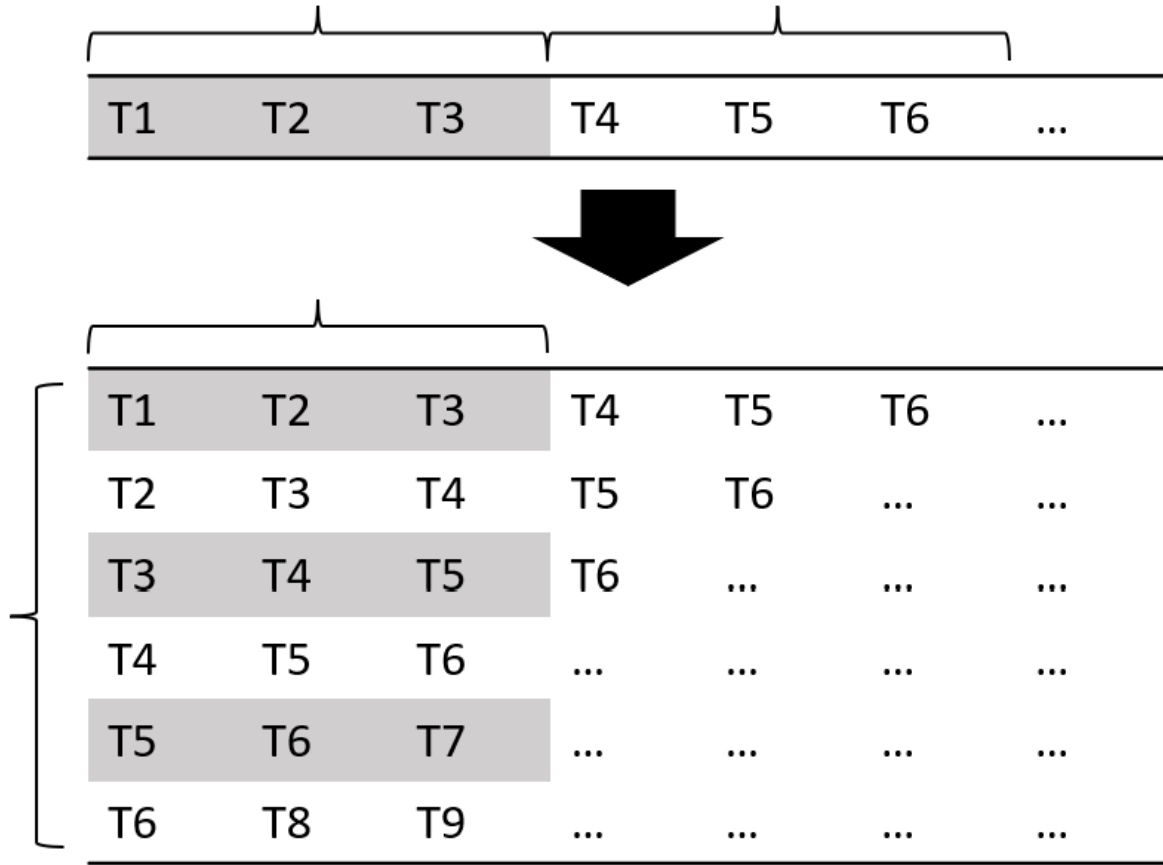 T1 T2 T3 T4 T5 T6 ...
T1 T2 T3 T4 T5 T6 ...
T2 T3 T4 T5 T6 ... ...
T3 T4 T5 T6 ... ... ...
T4 T5 T6 ... ... ... ...
T5 T6 T7 ... ... ... ...
T6 T8 T9 ... ... ... ...